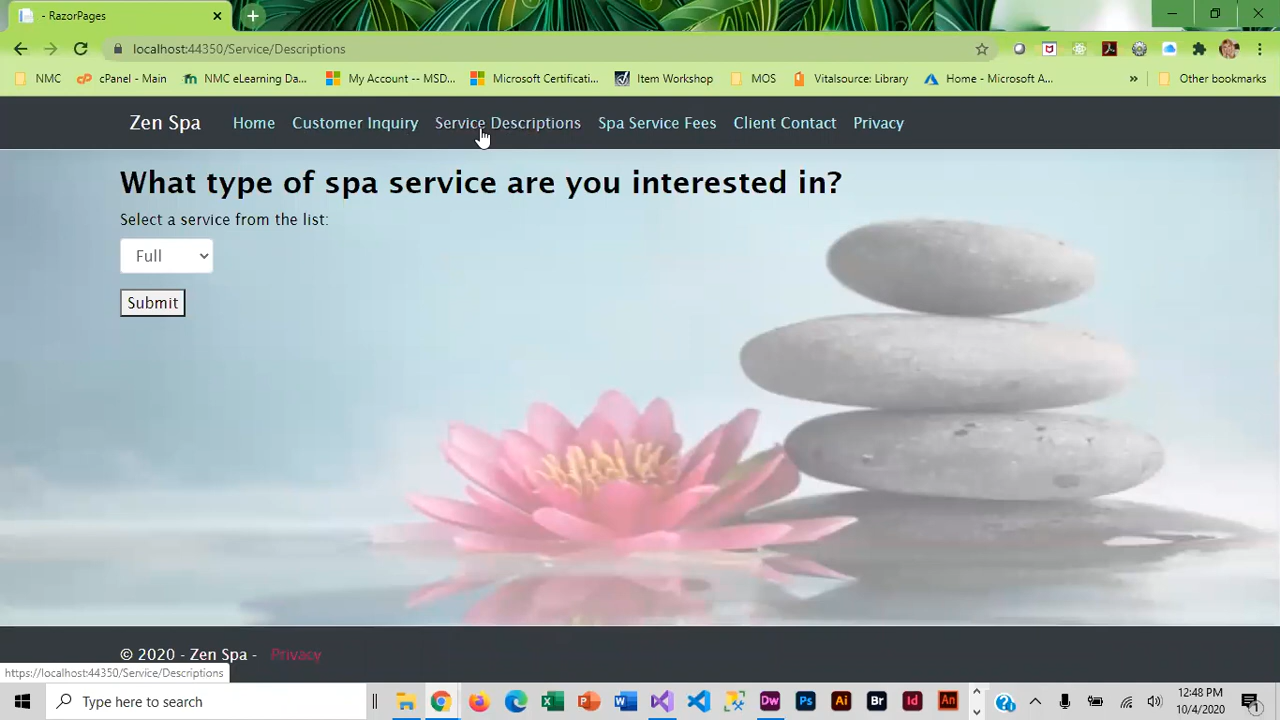 - RazorPages
localhost:44350/Service/Descriptions
NMC cPanel - Main NMC eLearning Da... My Account -- MSD... Microsoft Certificati... Item Workshop MOS Vitalsource: Library Home - Microsoft A... » Other bookmarks
Zen Spa Home Customer Inquiry Service Descriptions Spa Service Fees Client Contact Privacy
What type of spa service are you interested in?
Select a service from the list:
Full
Submit
© 2020 - Zen Spa - Privacy
https://localhost:44350/Service/Descriptions
Type here to search
12:48 PM
10/4/2020